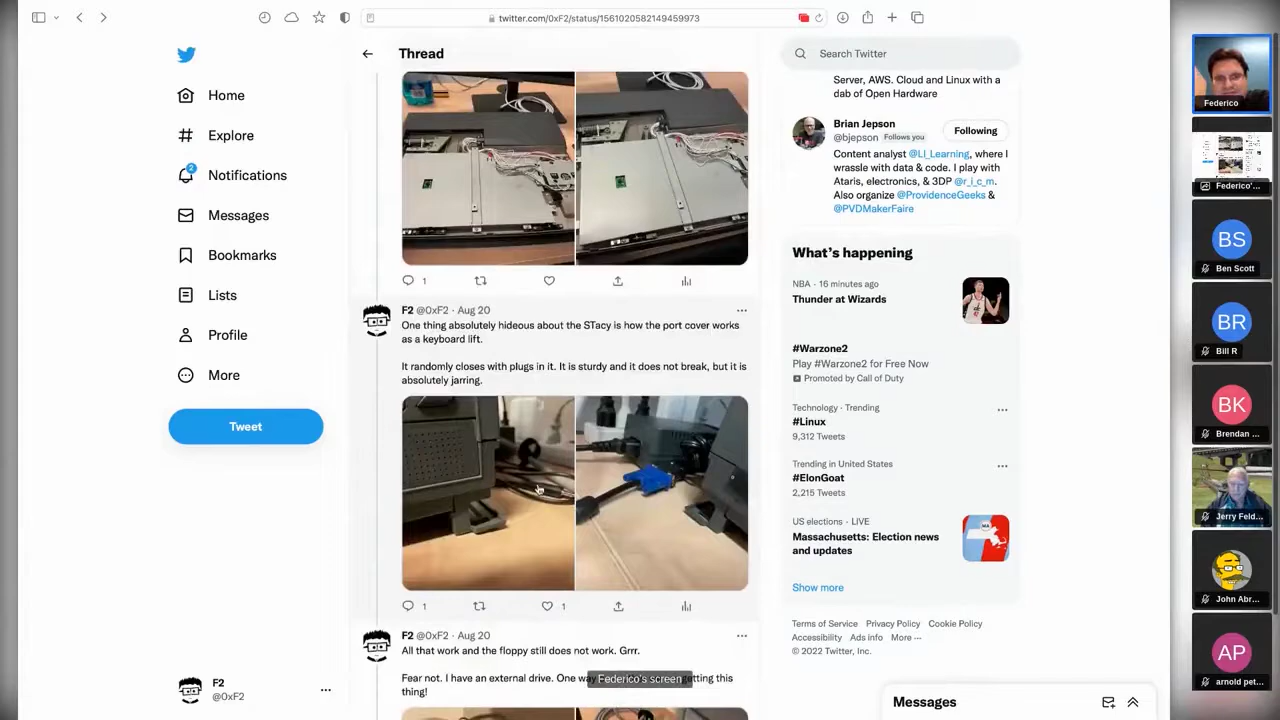 twitter.com/0xF2/status/1561020582149459973
Home
Explore
2
Notifications
Messages
Bookmarks
Lists
Profile
More
Tweet
F2
@0xF2
Thread
1
F2 @0xF2 · Aug 20
One thing absolutely hideous about the STacy is how the port cover works
as a keyboard lift.
It randomly closes with plugs in it. It is sturdy and it does not break, but it is
absolutely jarring.
1
1
F2 @0xF2 · Aug 20
All that work and the floppy still does not work. Grrr.
Fear not. I have an external drive. One way getting this
thing!
Federico's screen
Search Twitter
Server, AWS. Cloud and Linux with a
dab of Open Hardware
Brian Jepson
@bjepson Follows you
Following
Content analyst @LI_Learning, where I
wrassle with data & code. I play with
Ataris, electronics, & 3DP @r_i_c_m.
Also organize @ProvidenceGeeks &
@PVDMakerFaire
What's happening
NBA · 16 minutes ago
Thunder at Wizards
#Warzone2
Play #Warzone2 for Free Now
Promoted by Call of Duty
Technology · Trending
#Linux
9,312 Tweets
Trending in United States
#ElonGoat
2,215 Tweets
US elections · LIVE
Massachusetts: Election news
and updates
MA
Show more
Terms of Service Privacy Policy Cookie Policy
Accessibility Ads info More ···
© 2022 Twitter, Inc.
Messages
Federico
Federico'...
BS
Ben Scott
BR
Bill R
BK
Brendan ...
Jerry Feld...
John Abr...
AP
arnold pet...